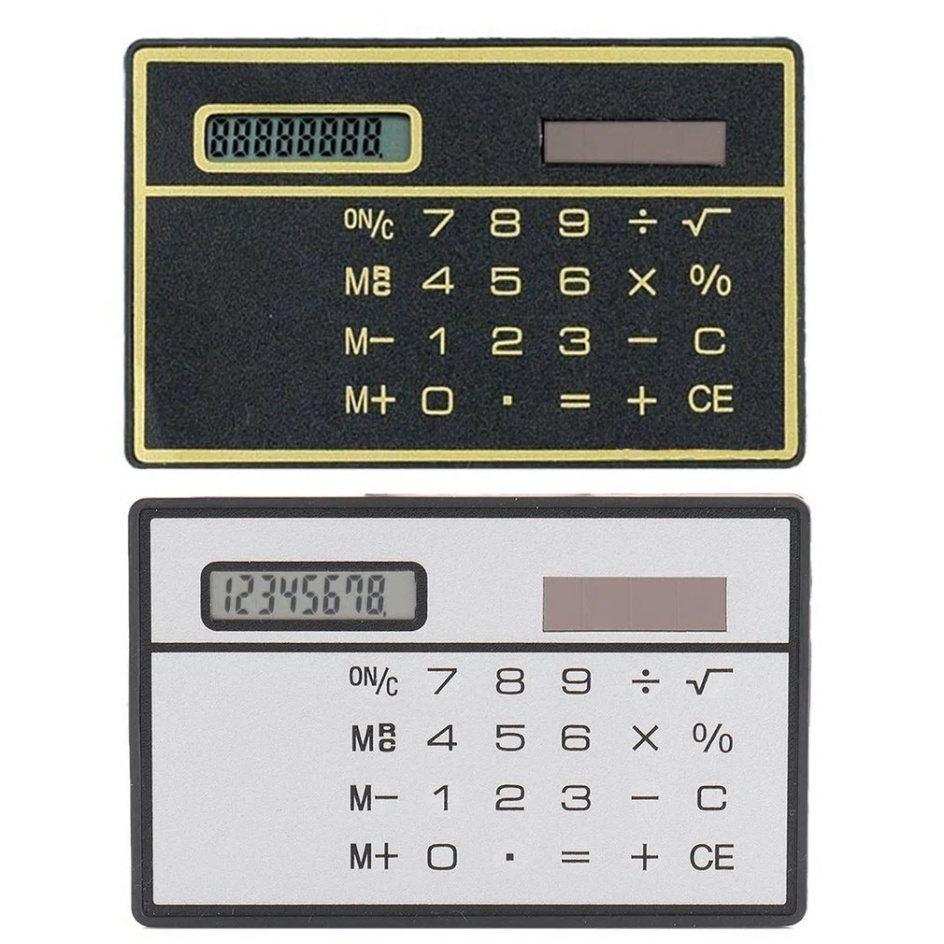 88888888.
ON/C 7 8 9 ÷ √
MRC 4 5 6 × %
M− 1 2 3 − C
M+ 0 . = + CE
12345678.
ON/C 7 8 9 ÷ √
MRC 4 5 6 × %
M− 1 2 3 − C
M+ 0 . = + CE